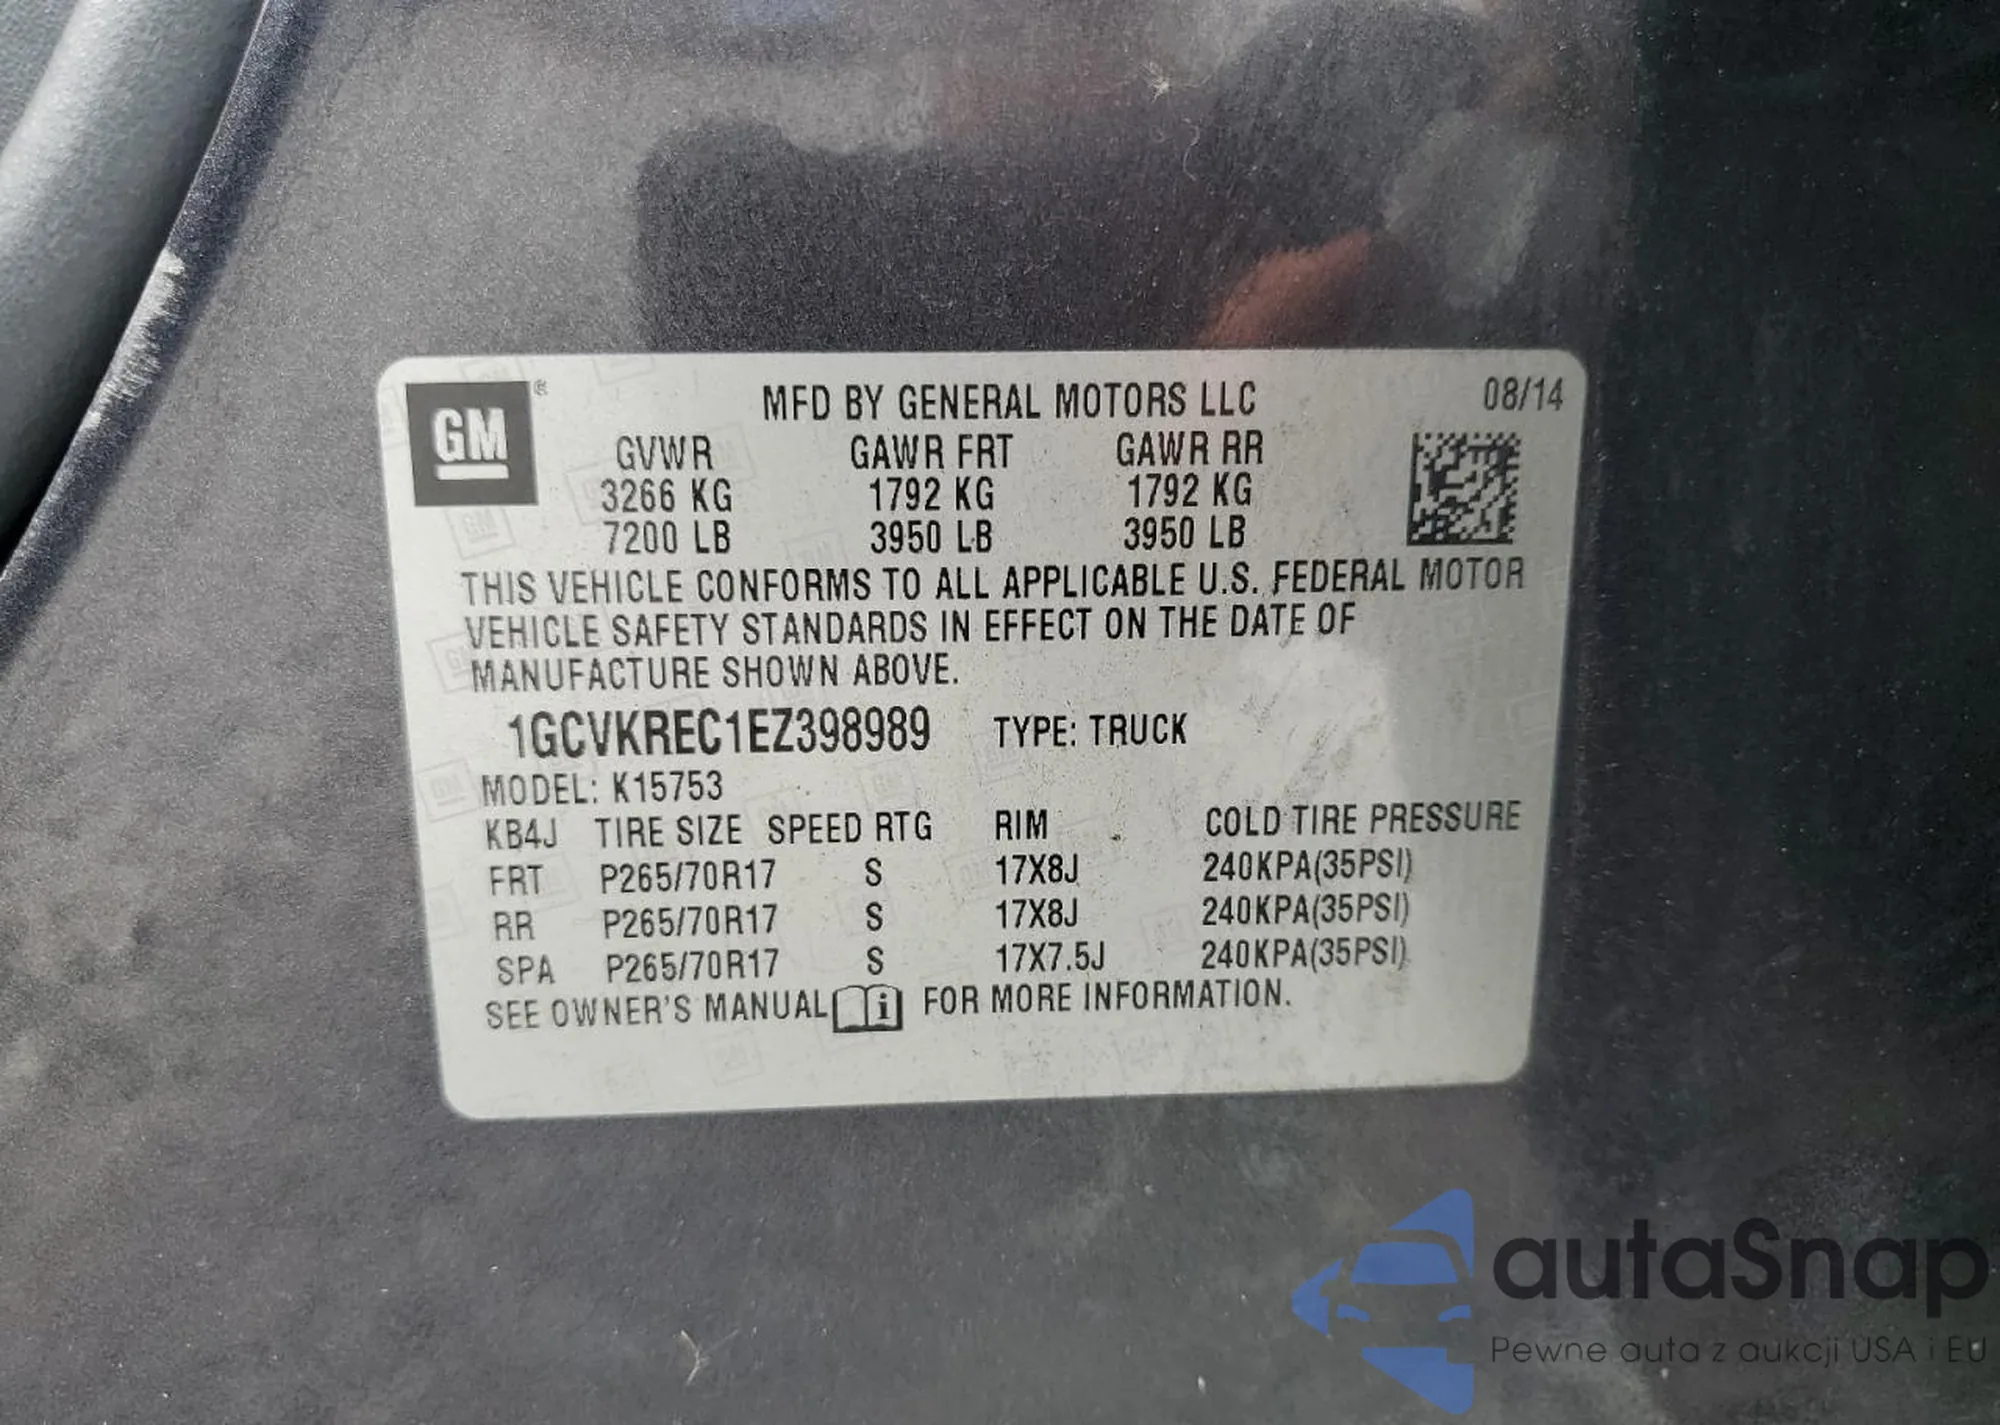 GM ®
MFD BY GENERAL MOTORS LLC 08/14
GVWR GAWR FRT GAWR RR
3266 KG 1792 KG 1792 KG
7200 LB 3950 LB 3950 LB
THIS VEHICLE CONFORMS TO ALL APPLICABLE U.S. FEDERAL MOTOR
VEHICLE SAFETY STANDARDS IN EFFECT ON THE DATE OF
MANUFACTURE SHOWN ABOVE.
1GCVKREC1EZ398989 TYPE: TRUCK
MODEL: K15753
KB4J TIRE SIZE SPEED RTG RIM COLD TIRE PRESSURE
FRT P265/70R17 S 17X8J 240KPA(35PSI)
RR P265/70R17 S 17X8J 240KPA(35PSI)
SPA P265/70R17 S 17X7.5J 240KPA(35PSI)
SEE OWNER'S MANUAL i FOR MORE INFORMATION.
autaSnap
Pewne auta z aukcji USA i EU